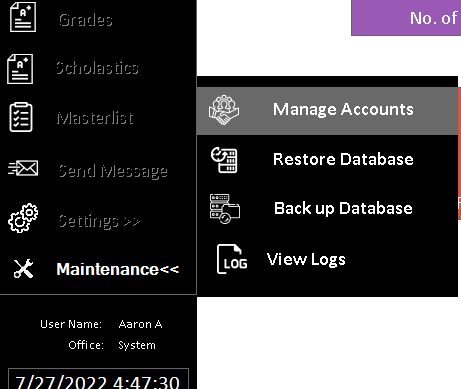 Grades
Scholastics
Masterlist
Send Message
Settings >>
Maintenance<<
User Name: Aaron A
Office: System
7/27/2022 4:47:30
No. of
Manage Accounts
Restore Database
Back up Database
LOG View Logs